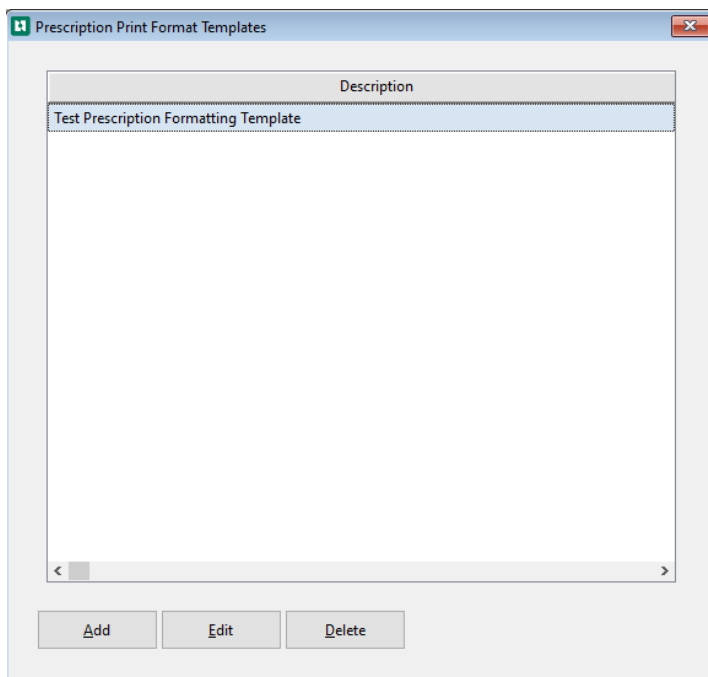 Prescription Print Format Templates
Description
Test Prescription Formatting Template
Add Edit Delete